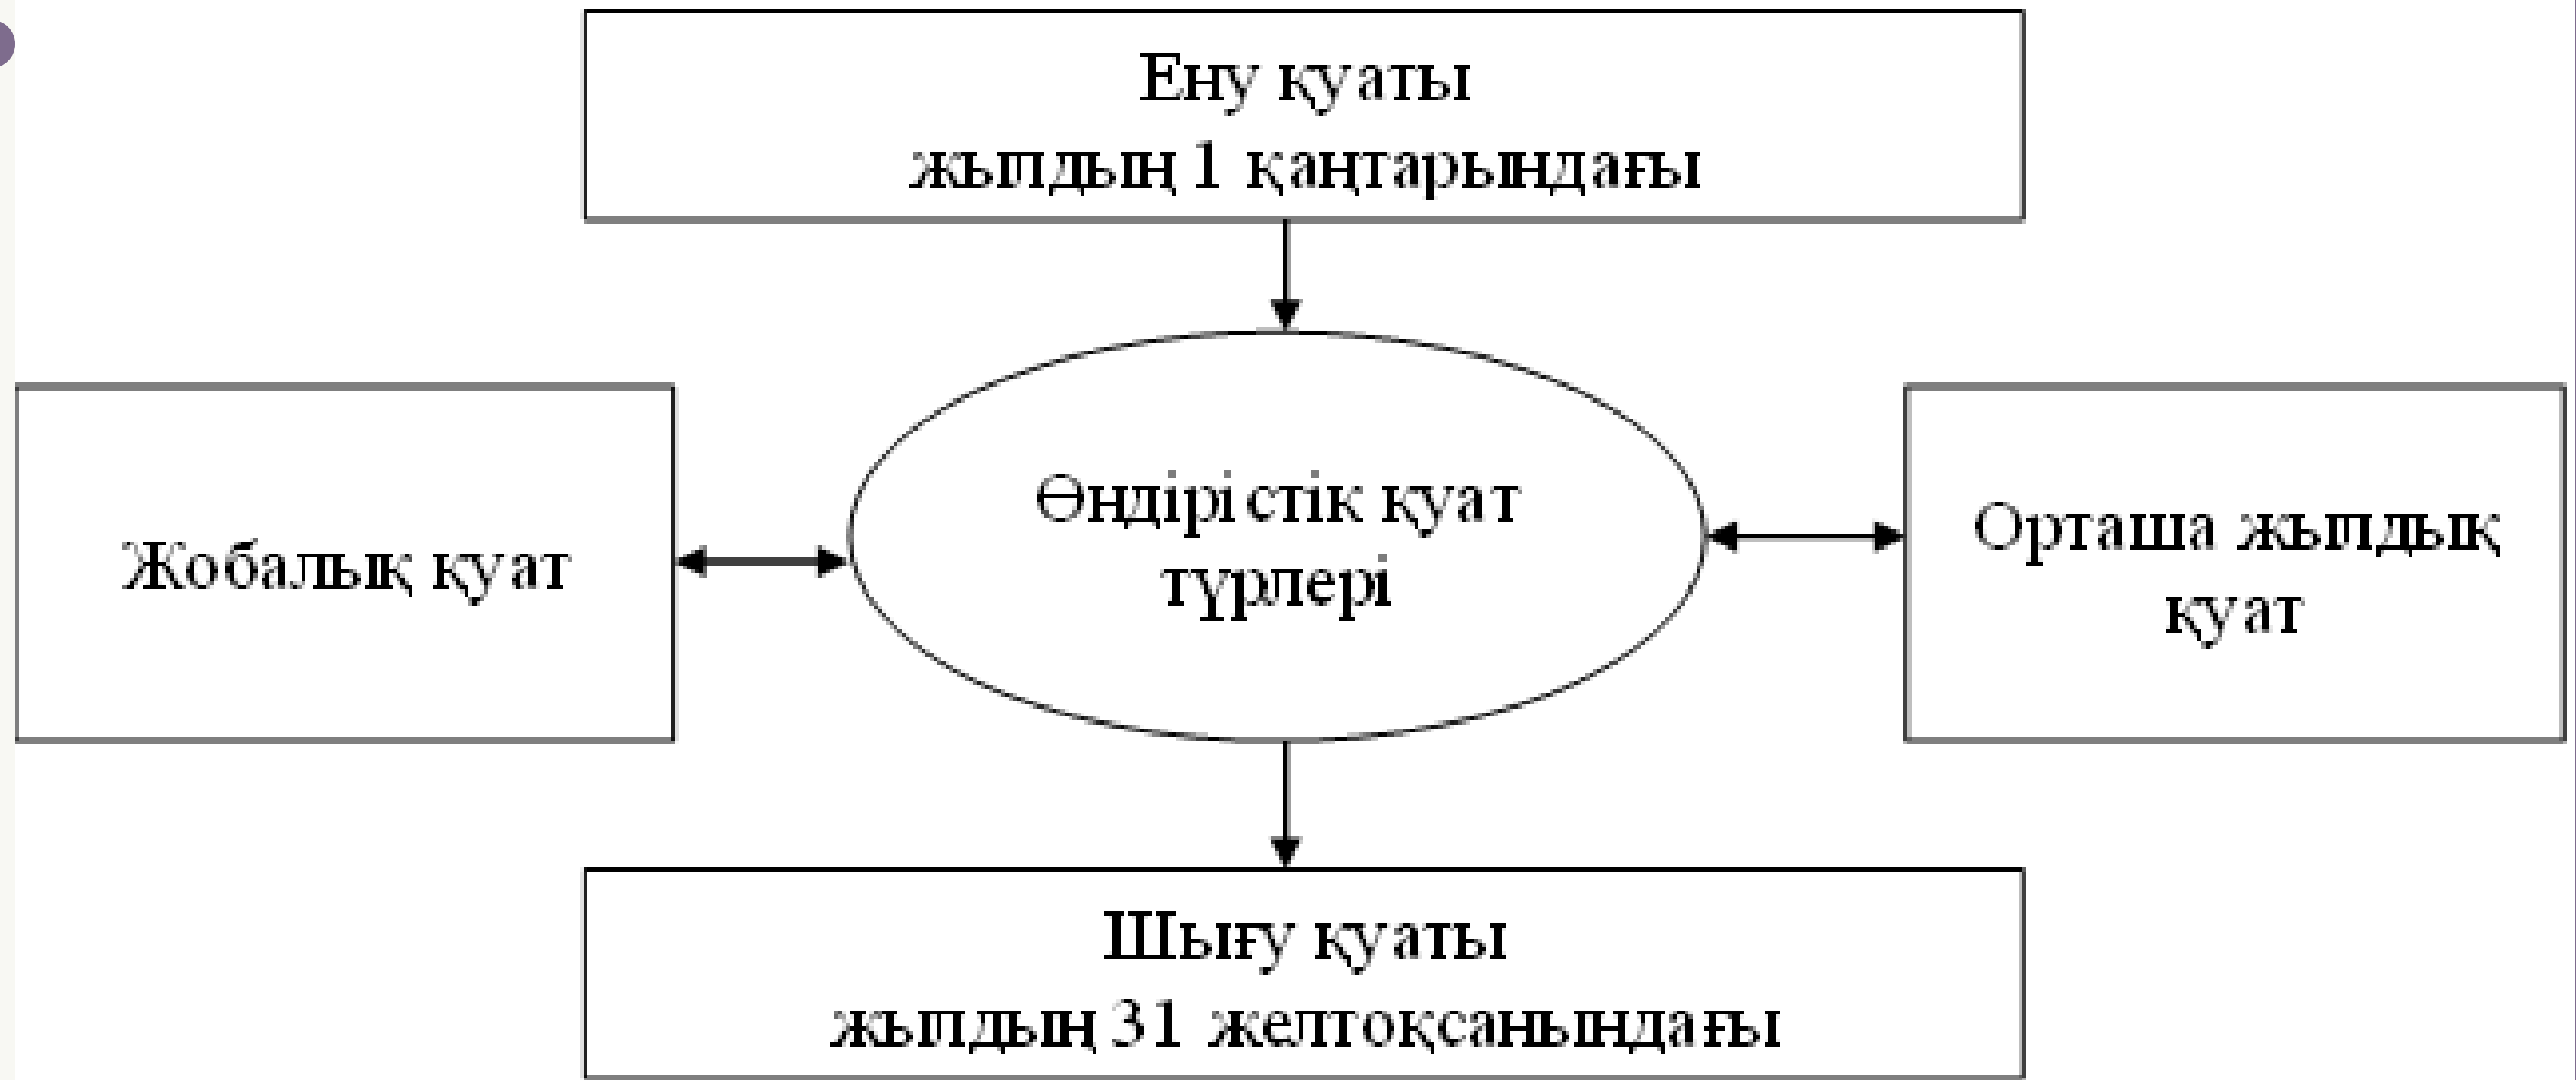 Ену қуаты
жылдың 1 қаңтарындағы
Жобалық қуат
Өндірістік қуат
түрлері
Орташа жылдық
қуат
Шығу қуаты
жылдың 31 желтоқсанындағы